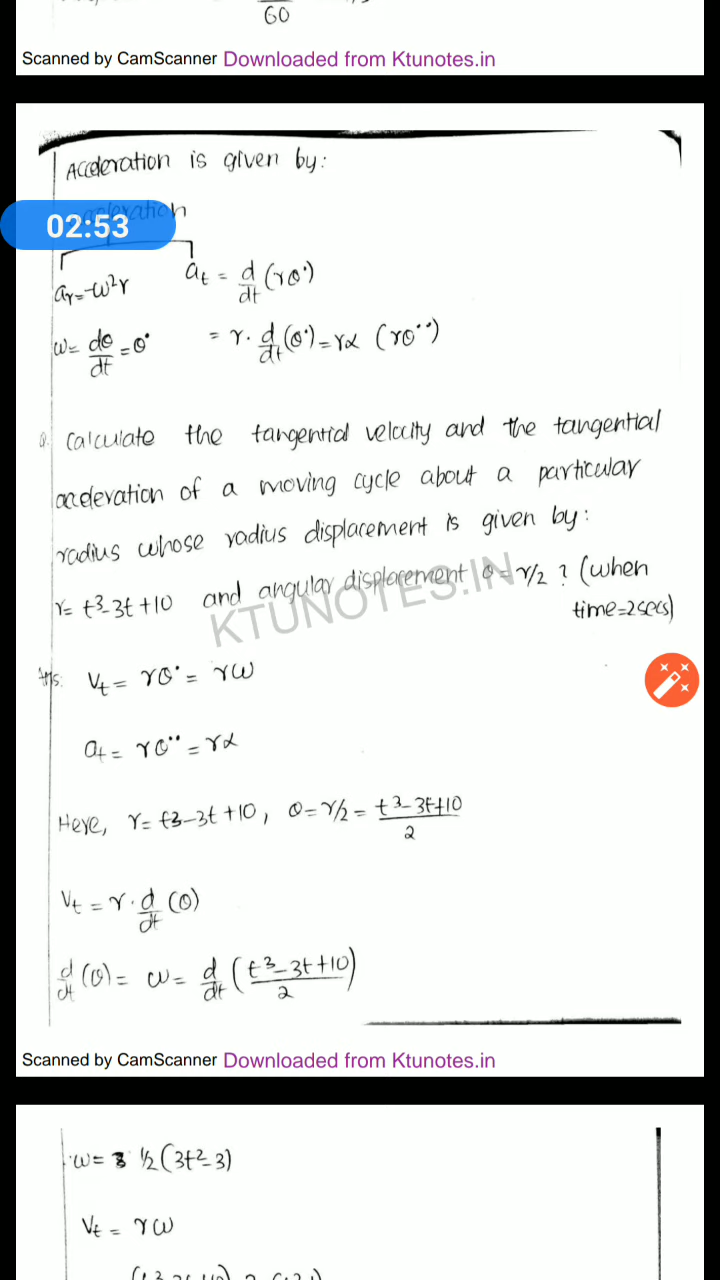 60
Scanned by CamScanner Downloaded from Ktunotes.in
Acceleration is given by:
02:53
aᵣ=-ω²r
aₜ = d/dt (rθ˙)
ω= dθ/dt = θ˙
= r. d/dt (θ˙) = rα (rθ¨)
Q. Calculate the tangential velocity and the tangential
acceleration of a moving cycle about a particular
radius whose radius displacement is given by:
r= t³-3t+10 and angular displacement θ=r/2 ? (when
time=2secs)
KTUNOTES.IN
Ans: Vₜ= rθ˙= rω
aₜ= rθ¨=rα
Here, r= t3-3t+10, θ=r/2= t³-3t+10/2
Vₜ = r. d/dt (θ)
d/dt (θ)= ω= d/dt (t³-3t+10/2)
Scanned by CamScanner Downloaded from Ktunotes.in
ω= ½(3t²-3)
Vₜ = rω